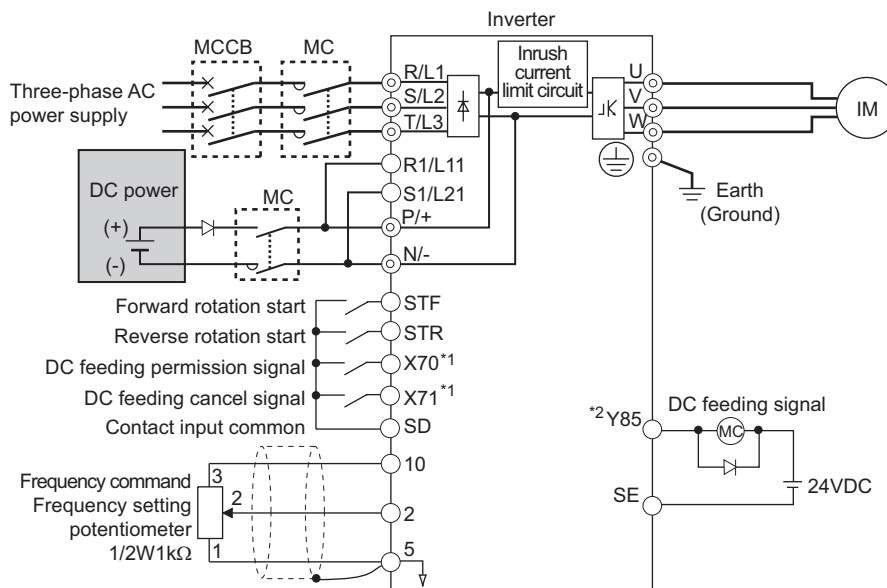 Inverter
MCCB
MC
R/L1
Inrush
current
limit circuit
U
Three-phase AC
power supply
S/L2
V
IM
T/L3
W
R1/L11
DC power
S1/L21
Earth
(Ground)
MC
(+)
P/+
(-)
N/-
Forward rotation start
STF
Reverse rotation start
STR
DC feeding permission signal
X70*1
DC feeding cancel signal
X71*1
Contact input common
SD
*2Y85
DC feeding signal
MC
10
3
Frequency command
Frequency setting
potentiometer
1/2W1kΩ
2
2
1
5
SE
24VDC